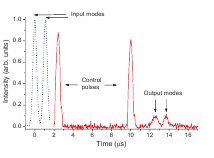 Input modes
1.0
0.8
0.6
0.4
0.2
0.0
Intensity (arb. units)
Control
pulses
Output modes
0 2 4 6 8 10 12 14 16
Time (μs)